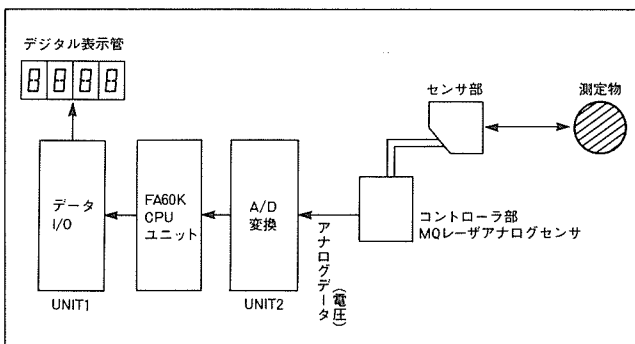 デジタル表示管
8888
センサ部
測定物
データ
I/O
FA60K
CPU
ユニット
A/D
変換
コントローラ部
MQレーザアナログセンサ
アナログデータ
(電圧)
UNIT1
UNIT2